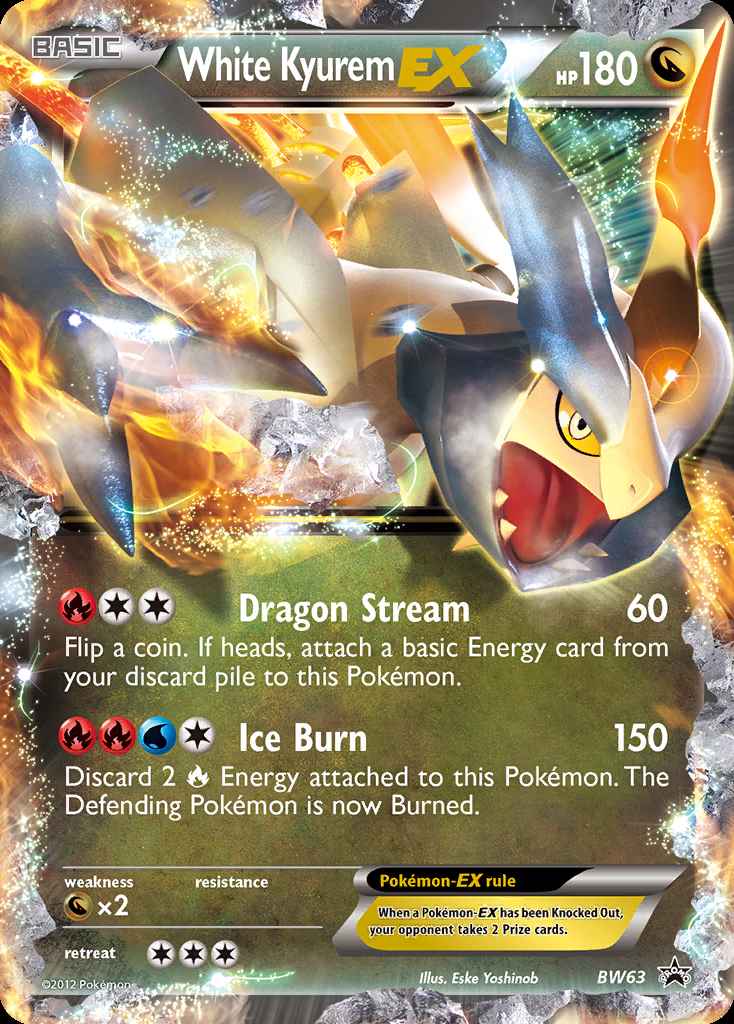 BASIC
White Kyurem EX
HP180
Dragon Stream 60
Flip a coin. If heads, attach a basic Energy card from
your discard pile to this Pokémon.
Ice Burn 150
Discard 2 Energy attached to this Pokémon. The
Defending Pokémon is now Burned.
weakness resistance
×2
Pokémon-EX rule
When a Pokémon-EX has been Knocked Out,
your opponent takes 2 Prize cards.
retreat
©2012 Pokémon
Illus. Eske Yoshinob
BW63
PROMO